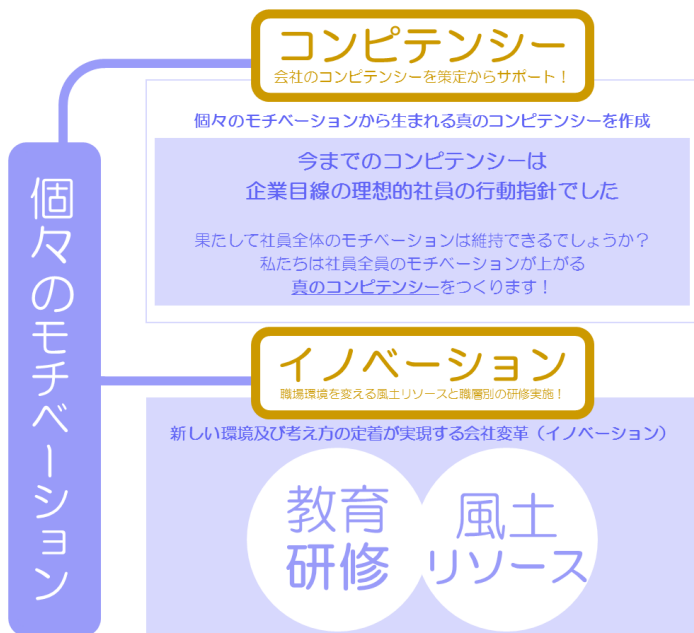 コンピテンシー
会社のコンピテンシーを策定からサポート！
個々のモチベーションから生まれる真のコンピテンシーを作成
今までのコンピテンシーは
企業目線の理想的社員の行動指針でした
果たして社員全体のモチベーションは維持できるでしょうか？
私たちは社員全員のモチベーションが上がる
真のコンピテンシーをつくります！
個々のモチベーション
イノベーション
職場環境を変える風土リソースと職層別の研修実施！
新しい環境及び考え方の定着が実現する会社変革（イノベーション）
教育
研修
風土
リソース